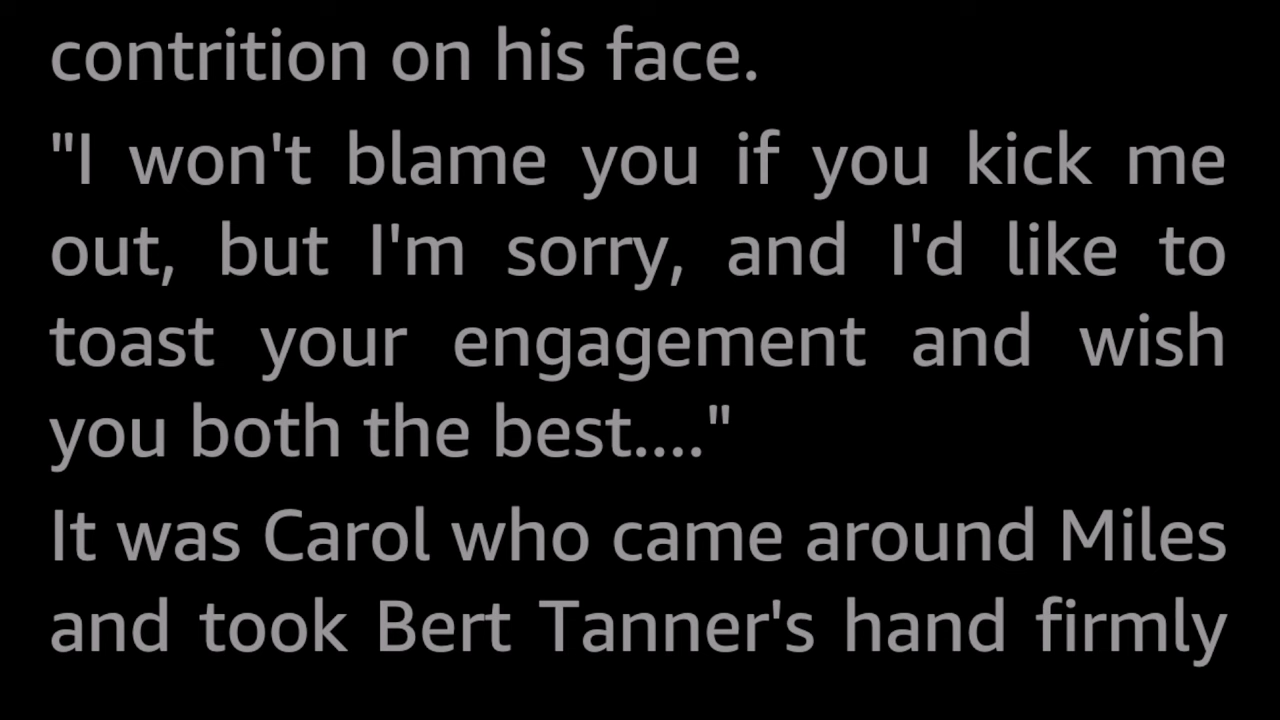 contrition on his face.
"I won't blame you if you kick me
out, but I'm sorry, and I'd like to
toast your engagement and wish
you both the best...."
It was Carol who came around Miles
and took Bert Tanner's hand firmly